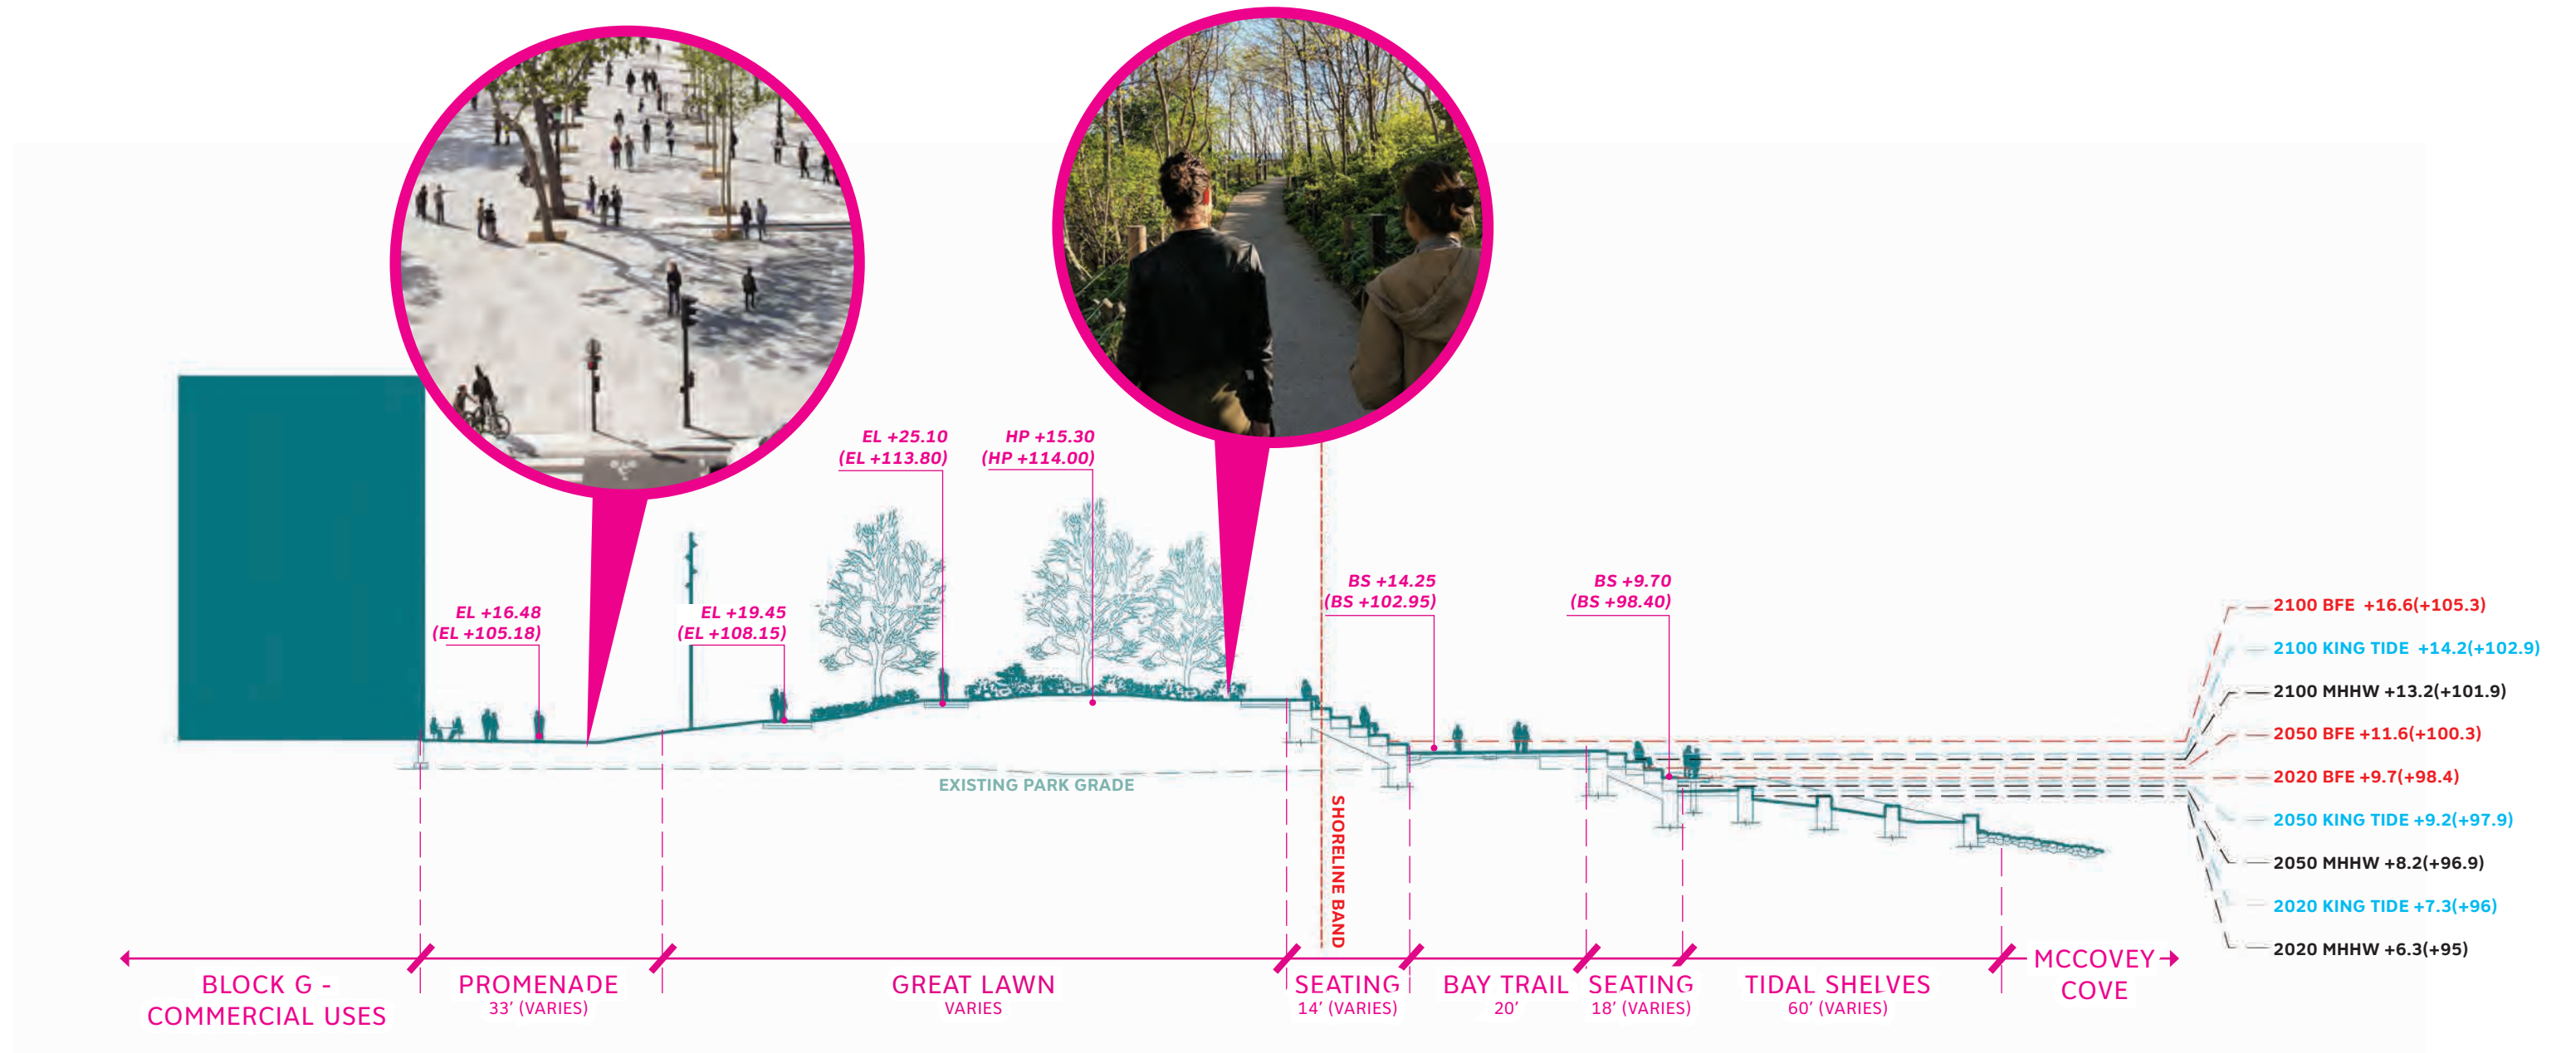 EL +25.10
(EL +113.80)
HP +15.30
(HP +114.00)
EL +16.48
(EL +105.18)
EL +19.45
(EL +108.15)
BS +14.25
(BS +102.95)
BS +9.70
(BS +98.40)
2100 BFE +16.6(+105.3)
2100 KING TIDE +14.2(+102.9)
2100 MHHW +13.2(+101.9)
2050 BFE +11.6(+100.3)
2020 BFE +9.7(+98.4)
2050 KING TIDE +9.2(+97.9)
2050 MHHW +8.2(+96.9)
2020 KING TIDE +7.3(+96)
2020 MHHW +6.3(+95)
EXISTING PARK GRADE
SHORELINE BAND
BLOCK G -
COMMERCIAL USES
PROMENADE
33' (VARIES)
GREAT LAWN
VARIES
SEATING
14' (VARIES)
BAY TRAIL
20'
SEATING
18' (VARIES)
TIDAL SHELVES
60' (VARIES)
MCCOVEY
COVE